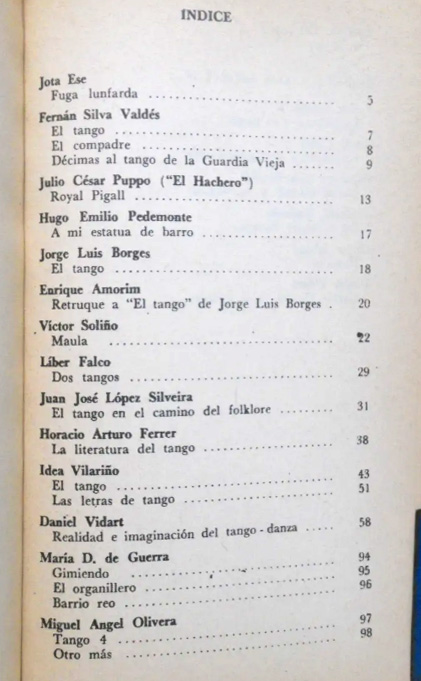 INDICE
Jota Ese
Fuga lunfarda .............................. 5
Fernán Silva Valdés
El tango .............................. 7
El compadre .............................. 8
Décimas al tango de la Guardia Vieja ....... 9
Julio César Puppo ("El Hachero")
Royal Pigall .............................. 13
Hugo Emilio Pedemonte
A mi estatua de barro .................... 17
Jorge Luis Borges
El tango .............................. 18
Enrique Amorim
Retruque a "El tango" de Jorge Luis Borges . 20
Víctor Soliño
Maula .............................. 22
Líber Falco
Dos tangos .............................. 29
Juan José López Silveira
El tango en el camino del folklore ........ 31
Horacio Arturo Ferrer
La literatura del tango .................. 38
Idea Vilariño
El tango .............................. 43
Las letras de tango ...................... 51
Daniel Vidart
Realidad e imaginación del tango-danza ..... 58
María D. de Guerra
Gimiendo .............................. 94
El organillero .......................... 95
Barrio reo .............................. 96
Miguel Angel Olivera
Tango 4 .............................. 97
Otro más .............................. 98